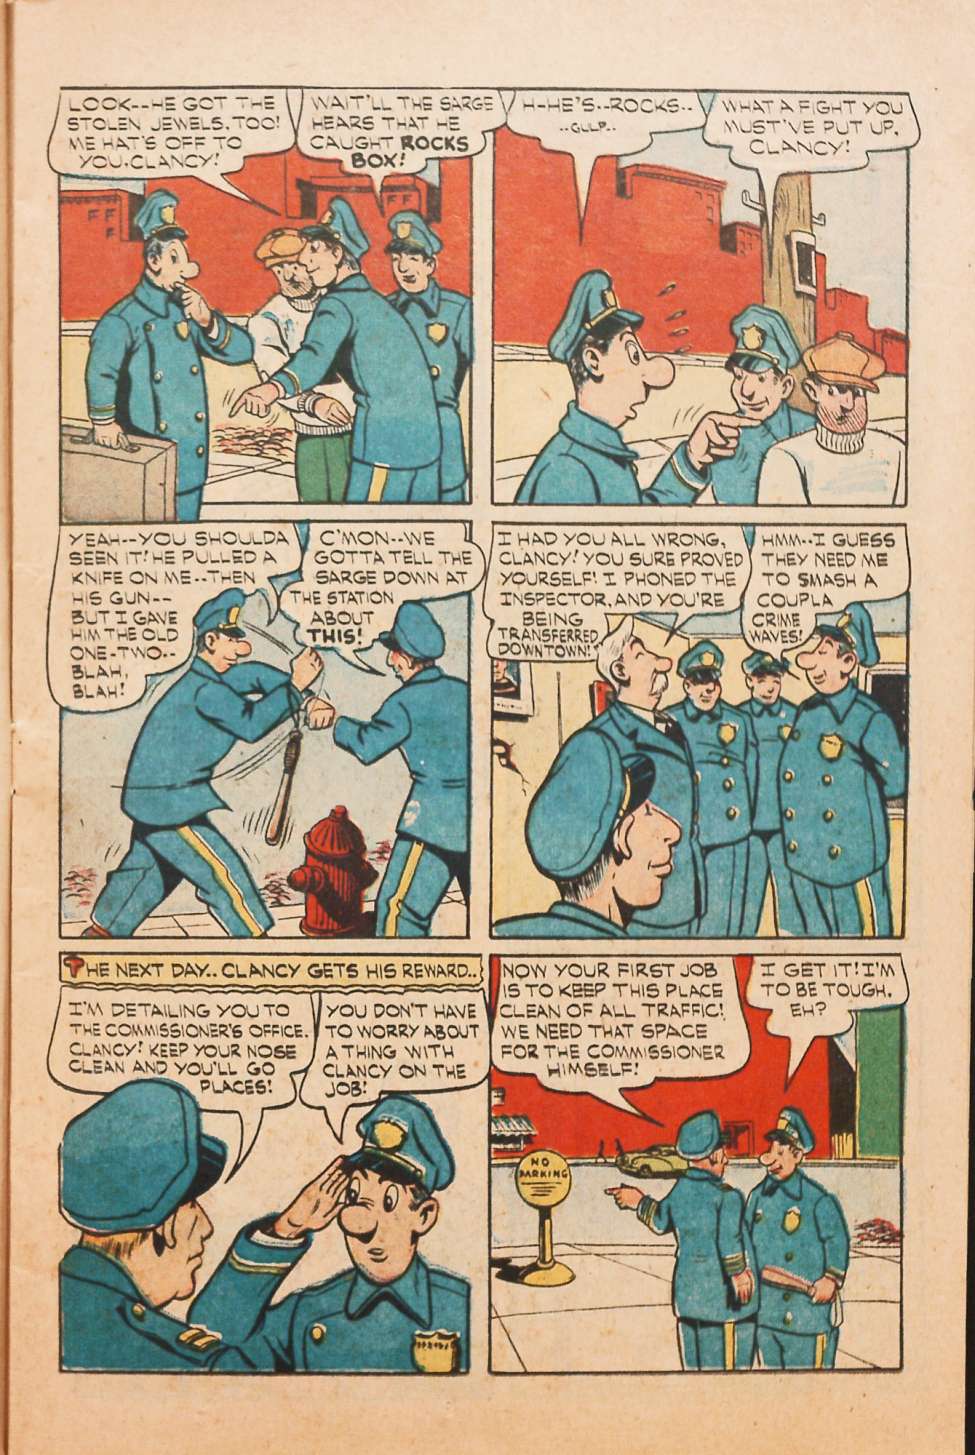 LOOK--HE GOT THE
STOLEN JEWELS, TOO!
ME HAT'S OFF TO
YOU, CLANCY!
WAIT'LL THE SARGE
HEARS THAT HE
CAUGHT ROCKS
BOX!
H-HE'S--ROCKS--
--GULP--
WHAT A FIGHT YOU
MUST'VE PUT UP,
CLANCY!
YEAH--YOU SHOULDA
SEEN IT! HE PULLED A
KNIFE ON ME--THEN
HIS GUN--
BUT I GAVE
HIM THE OLD
ONE-TWO--
BLAH,
BLAH!
C'MON--WE
GOTTA TELL THE
SARGE DOWN AT
THE STATION
ABOUT
THIS!
I HAD YOU ALL WRONG,
CLANCY! YOU SURE PROVED
YOURSELF! I PHONED THE
INSPECTOR, AND YOU'RE
BEING
TRANSFERRED
DOWNTOWN!
HMM--I GUESS
THEY NEED ME
TO SMASH A
COUPLA
CRIME
WAVES!
THE NEXT DAY.. CLANCY GETS HIS REWARD..
I'M DETAILING YOU TO
THE COMMISSIONER'S OFFICE.
CLANCY! KEEP YOUR NOSE
CLEAN AND YOU'LL GO
PLACES!
YOU DON'T HAVE
TO WORRY ABOUT
A THING WITH
CLANCY ON THE
JOB!
NOW YOUR FIRST JOB
IS TO KEEP THIS PLACE
CLEAN OF ALL TRAFFIC!
WE NEED THAT SPACE
FOR THE COMMISSIONER
HIMSELF!
I GET IT! I'M
TO BE TOUGH,
EH?
NO
PARKING